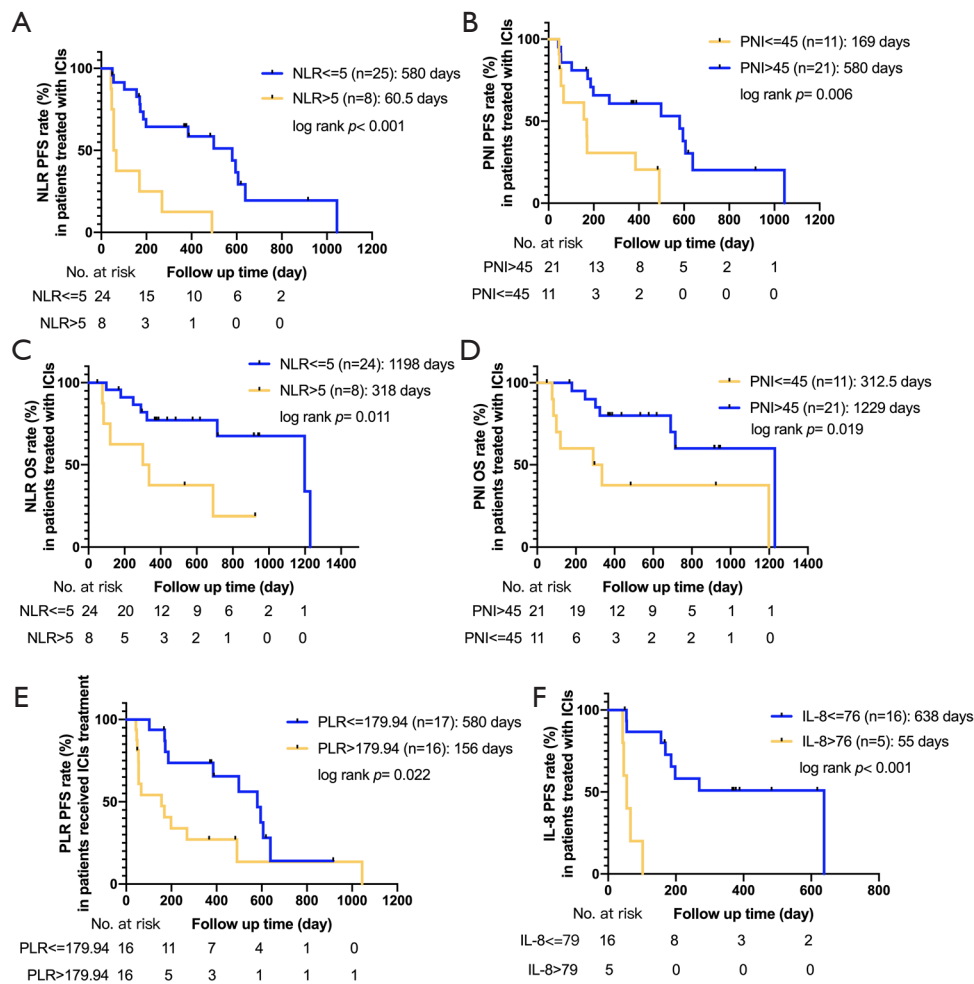 A
NLR PFS rate (%)
in patients treated with ICIs
100
50
0
0 200 400 600 800 1000 1200
NLR<=5 (n=25): 580 days
NLR>5 (n=8): 60.5 days
log rank p< 0.001
No. at risk Follow up time (day)
NLR<=5 24 15 10 6 2
NLR>5 8 3 1 0 0
B
PNI PFS rate (%)
in patients treated with ICIs
100
50
0
0 200 400 600 800 1000 1200
PNI<=45 (n=11): 169 days
PNI>45 (n=21): 580 days
log rank p= 0.006
No. at risk Follow up time (day)
PNI>45 21 13 8 5 2 1
PNI<=45 11 3 2 0 0 0
C
NLR OS rate (%)
in patients treated with ICIs
100
50
0
0 200 400 600 800 1000 1200 1400
NLR<=5 (n=24): 1198 days
NLR>5 (n=8): 318 days
log rank p= 0.011
No. at risk Follow up time (day)
NLR<=5 24 20 12 9 6 2 1
NLR>5 8 5 3 2 1 0 0
D
PNI OS rate (%)
in patients treated with ICIs
100
50
0
0 200 400 600 800 1000 1200 1400
PNI<=45 (n=11): 312.5 days
PNI>45 (n=21): 1229 days
log rank p= 0.019
No. at risk Follow up time (day)
PNI>45 21 19 12 9 5 1 1
PNI<=45 11 6 3 2 2 1 0
E
PLR PFS rate (%)
in patients received ICIs treatment
100
50
0
0 200 400 600 800 1000 1200
PLR<=179.94 (n=17): 580 days
PLR>179.94 (n=16): 156 days
log rank p= 0.022
No. at risk Follow up time (day)
PLR<=179.94 16 11 7 4 1 0
PLR>179.94 16 5 3 1 1 1
F
IL-8 PFS rate (%)
in patients treated with ICIs
100
50
0
0 200 400 600 800
IL-8<=76 (n=16): 638 days
IL-8>76 (n=5): 55 days
log rank p< 0.001
No. at risk Follow up time (day)
IL-8<=79 16 8 3 2
IL-8>79 5 0 0 0